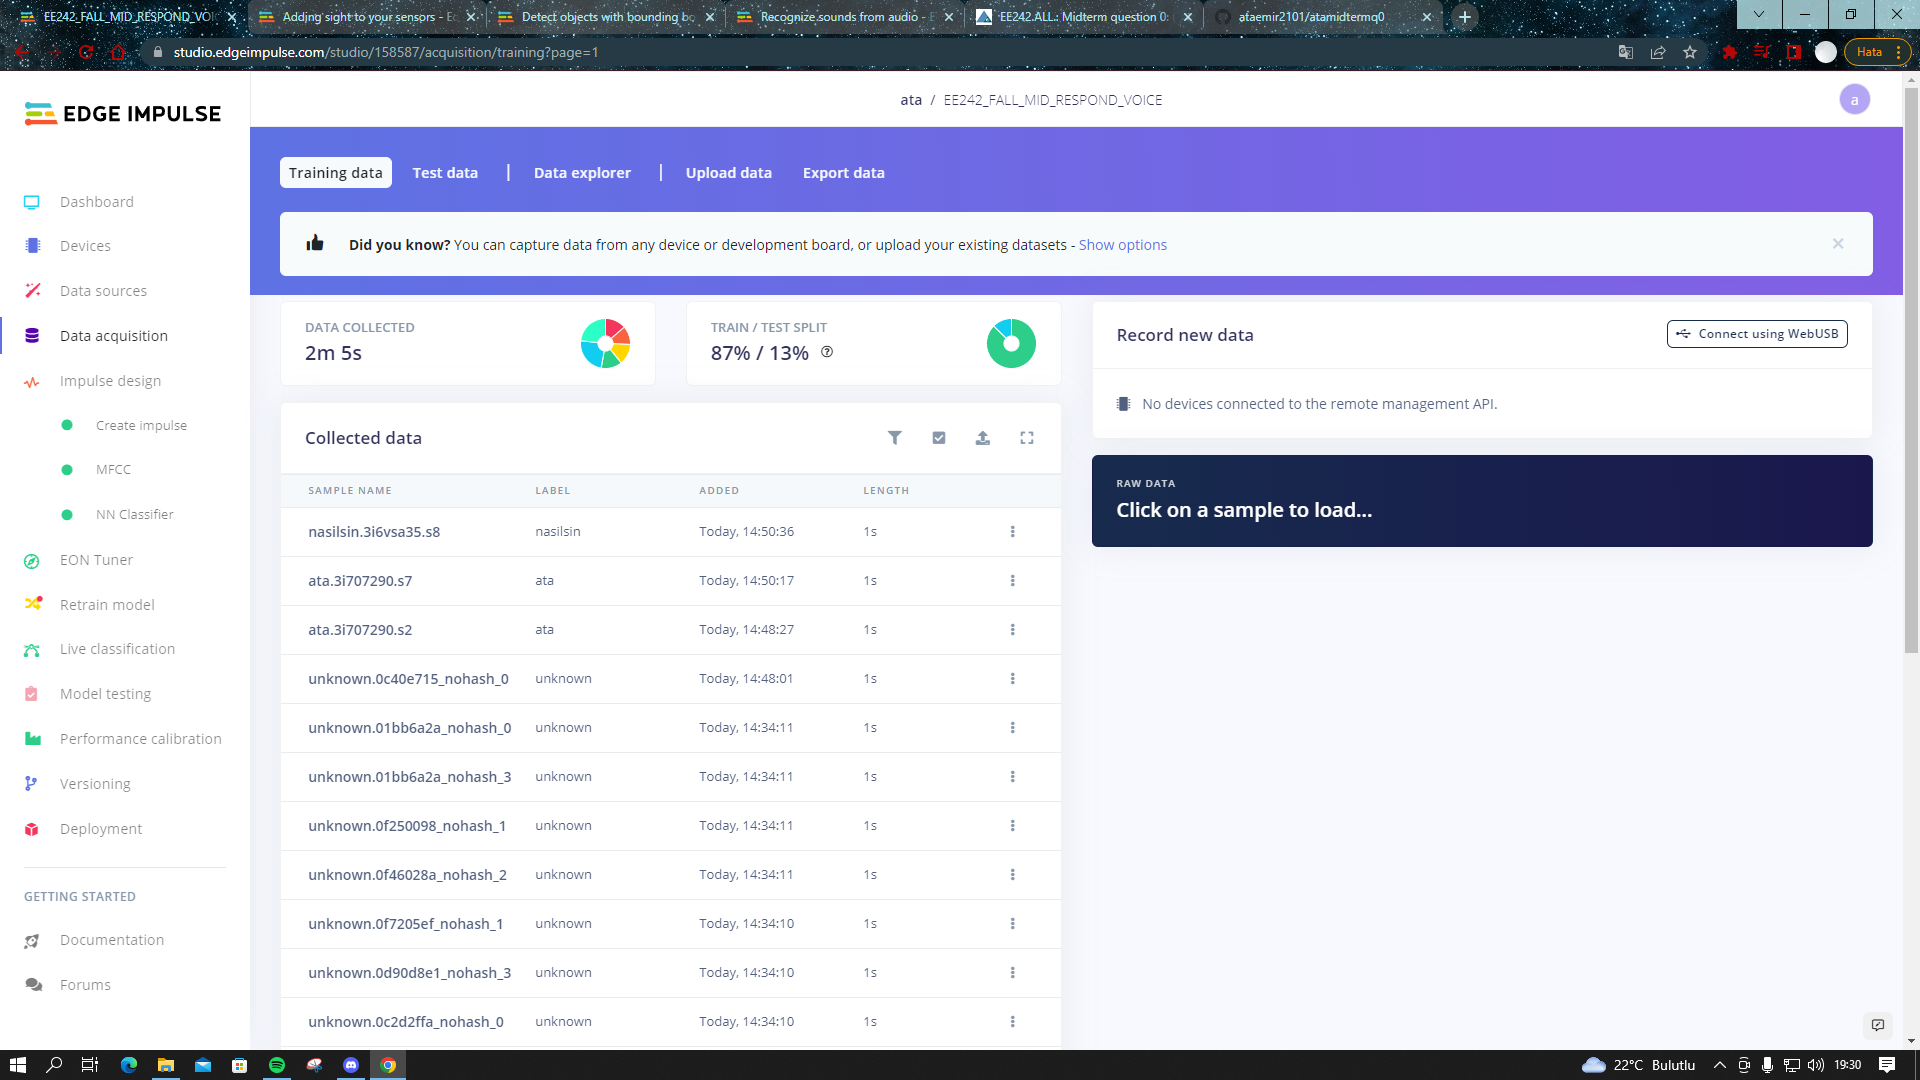 EE242_FALL_MID_RESPOND_VOI
Adding sight to your sensors - E
Detect objects with bounding bo
Recognize sounds from audio - E
EE242.ALL.: Midterm question 0
ataemir2101/atamidtermq0
studio.edgeimpulse.com/studio/158587/acquisition/training?page=1
Hata
EDGE IMPULSE
ata / EE242_FALL_MID_RESPOND_VOICE
a
Training data
Test data
Data explorer
Upload data
Export data
Did you know? You can capture data from any device or development board, or upload your existing datasets - Show options
Dashboard
Devices
Data sources
Data acquisition
Impulse design
Create impulse
MFCC
NN Classifier
EON Tuner
Retrain model
Live classification
Model testing
Performance calibration
Versioning
Deployment
GETTING STARTED
Documentation
Forums
DATA COLLECTED
2m 5s
TRAIN / TEST SPLIT
87% / 13%
Collected data
SAMPLE NAME LABEL ADDED LENGTH
nasilsin.3i6vsa35.s8 nasilsin Today, 14:50:36 1s
ata.3i707290.s7 ata Today, 14:50:17 1s
ata.3i707290.s2 ata Today, 14:48:27 1s
unknown.0c40e715_nohash_0 unknown Today, 14:48:01 1s
unknown.01bb6a2a_nohash_0 unknown Today, 14:34:11 1s
unknown.01bb6a2a_nohash_3 unknown Today, 14:34:11 1s
unknown.0f250098_nohash_1 unknown Today, 14:34:11 1s
unknown.0f46028a_nohash_2 unknown Today, 14:34:11 1s
unknown.0f7205ef_nohash_1 unknown Today, 14:34:10 1s
unknown.0d90d8e1_nohash_3 unknown Today, 14:34:10 1s
unknown.0c2d2ffa_nohash_0 unknown Today, 14:34:10 1s
Record new data
Connect using WebUSB
No devices connected to the remote management API.
RAW DATA
Click on a sample to load...
22°C Bulutlu
19:30